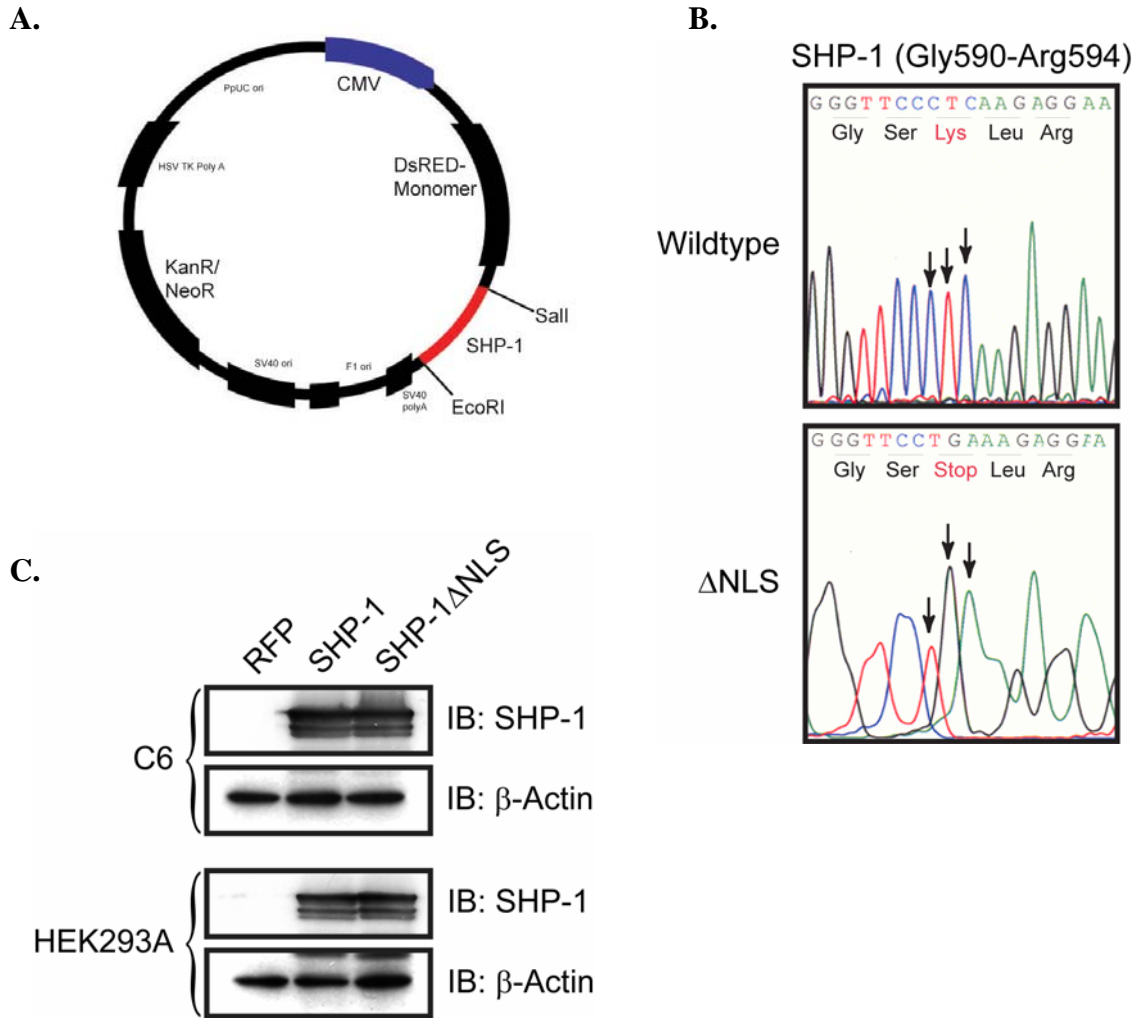 A.
PpUC ori
CMV
HSV TK Poly A
DsRED-
Monomer
KanR/
NeoR
SalI
SHP-1
SV40 ori
F1 ori
SV40
polyA
EcoRI
B.
SHP-1 (Gly590-Arg594)
G G G T T C C C T C A A G A G G A A
Gly Ser Lys Leu Arg
Wildtype
G G G T T C C T G A A A G A G G A A
Gly Ser Stop Leu Arg
ΔNLS
C.
RFP SHP-1 SHP-1ΔNLS
C6
IB: SHP-1
IB: β-Actin
HEK293A
IB: SHP-1
IB: β-Actin